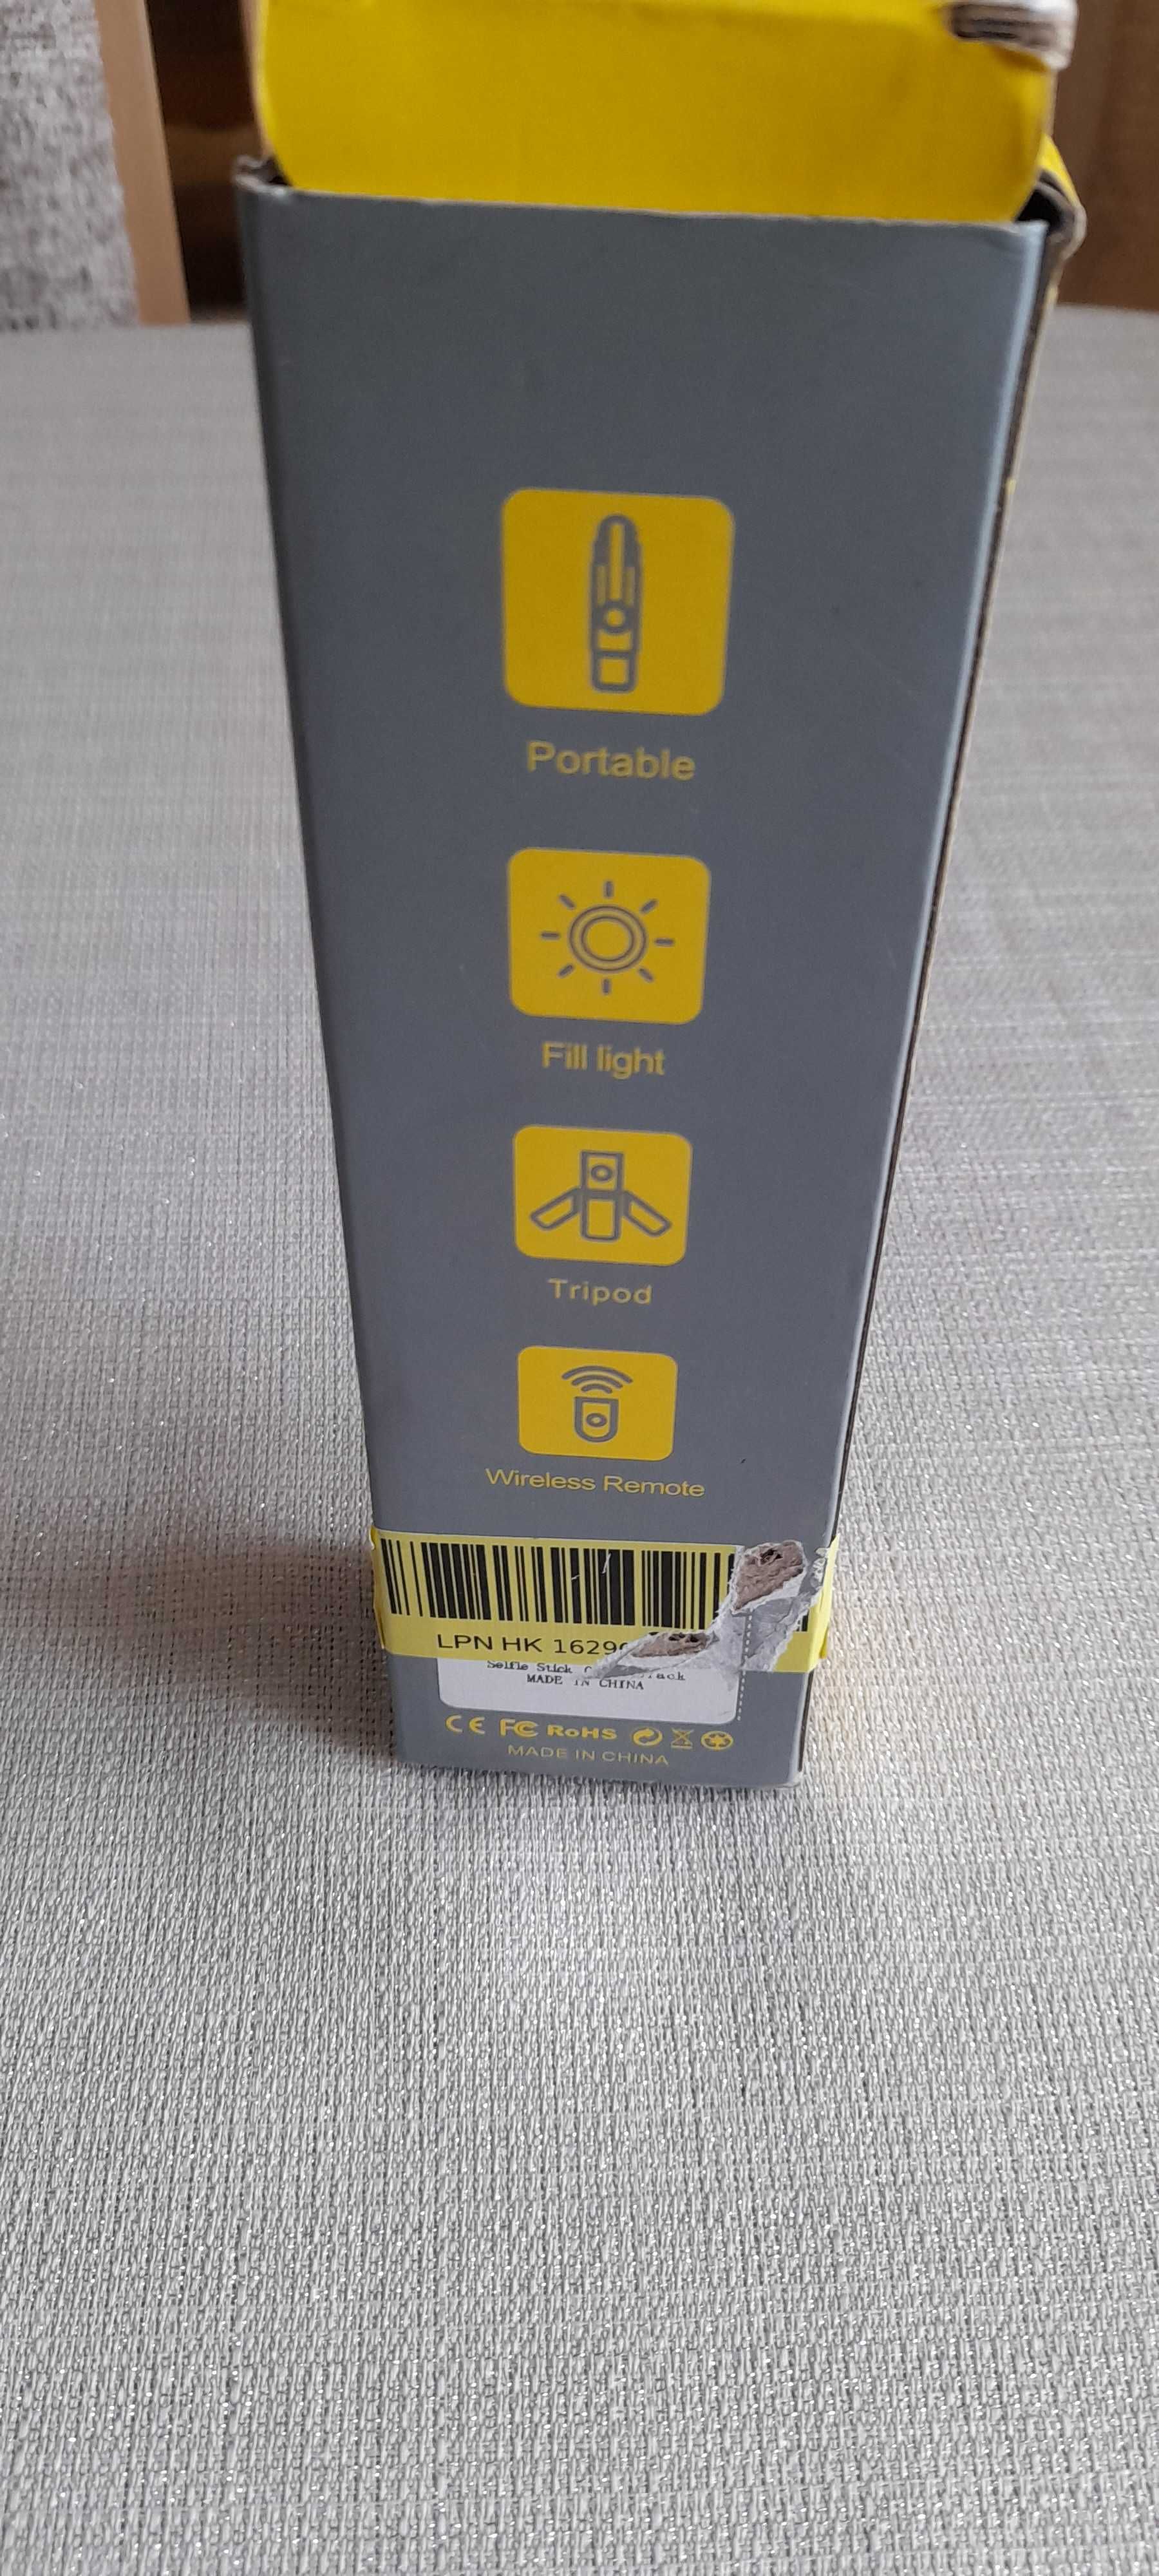 Portable
Fill light
Tripod
Wireless Remote
LPN HK 1629
Selfie Stick
MADE IN CHINA
CE FC RoHS
MADE IN CHINA